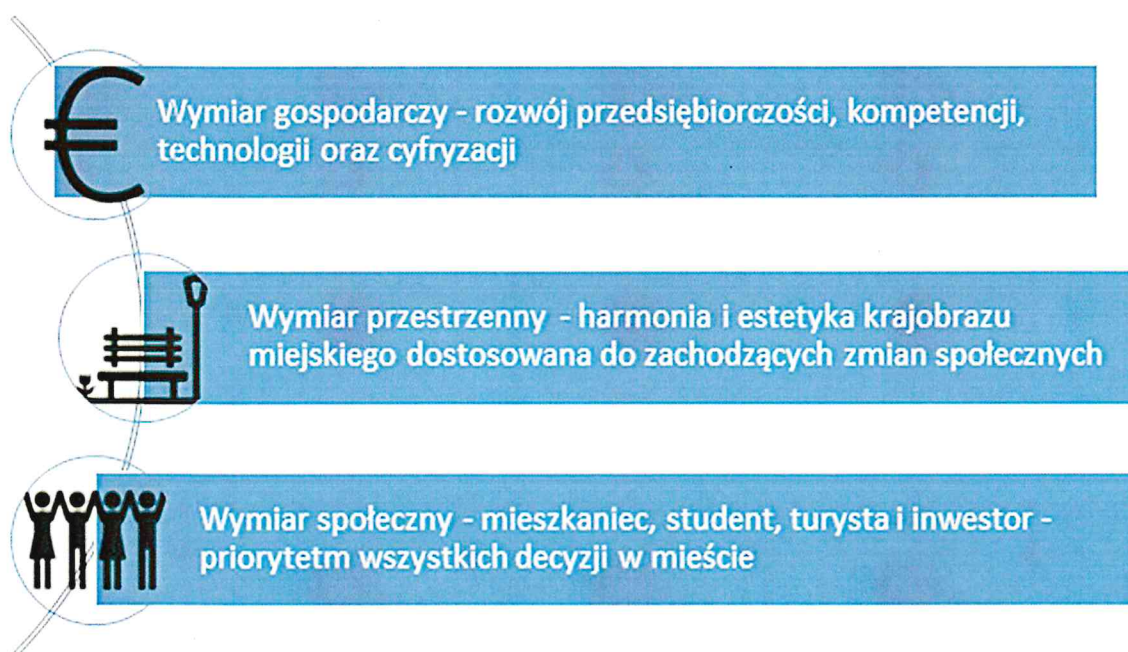 Wymiar gospodarczy - rozwój przedsiębiorczości, kompetencji,
technologii oraz cyfryzacji
Wymiar przestrzenny - harmonia i estetyka krajobrazu
miejskiego dostosowana do zachodzących zmian społecznych
Wymiar społeczny - mieszkaniec, student, turysta i inwestor -
priorytetm wszystkich decyzji w mieście